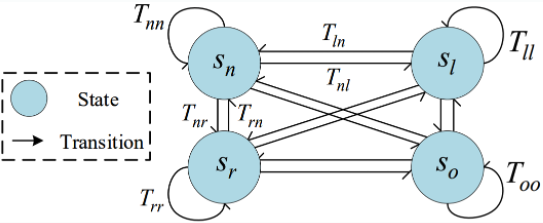 T_nn
T_ln
T_ll
s_n
s_l
T_nl
State
T_nr
T_rn
Transition
s_r
s_o
T_rr
T_oo